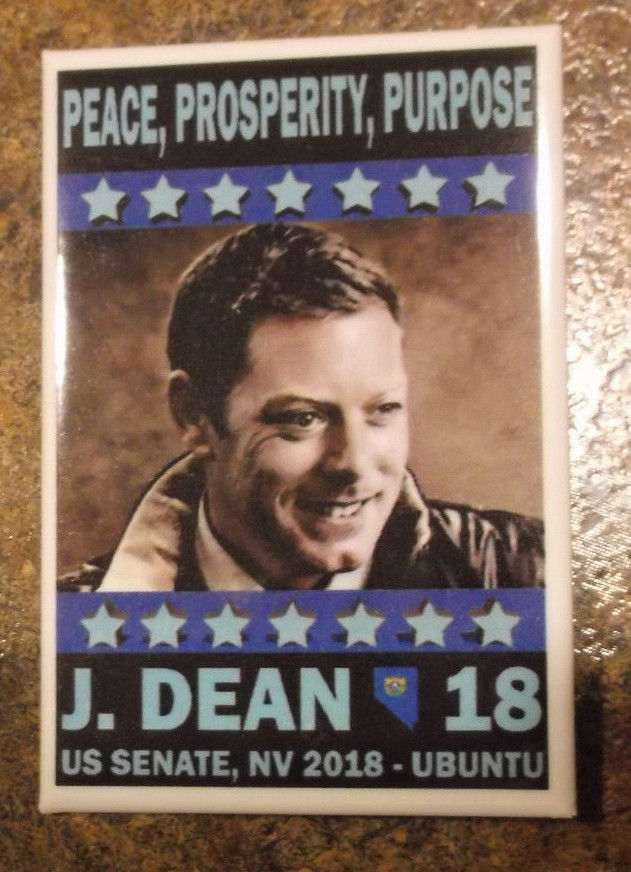 PEACE, PROSPERITY, PURPOSE
J. DEAN 18
US SENATE, NV 2018 - UBUNTU